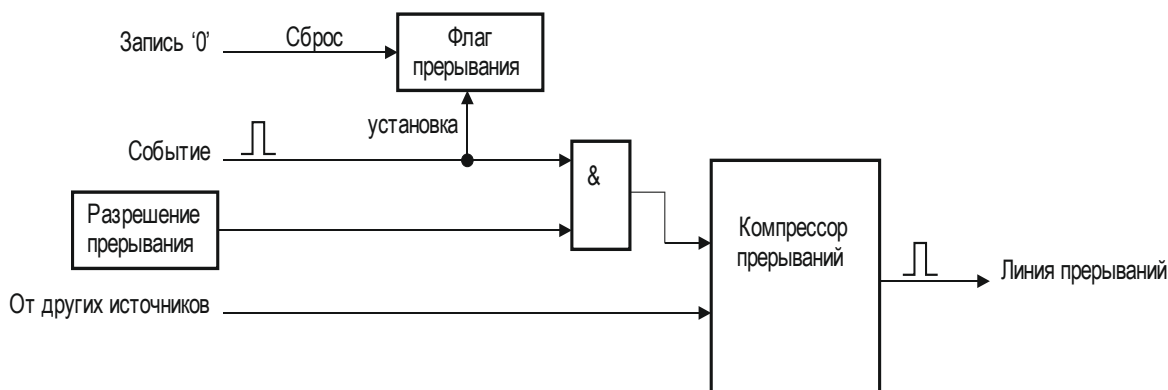 Запись ‘0’
Сброс
Флаг
прерывания
установка
Событие
&
Разрешение
прерывания
Компрессор
прерываний
Линия прерываний
От других источников